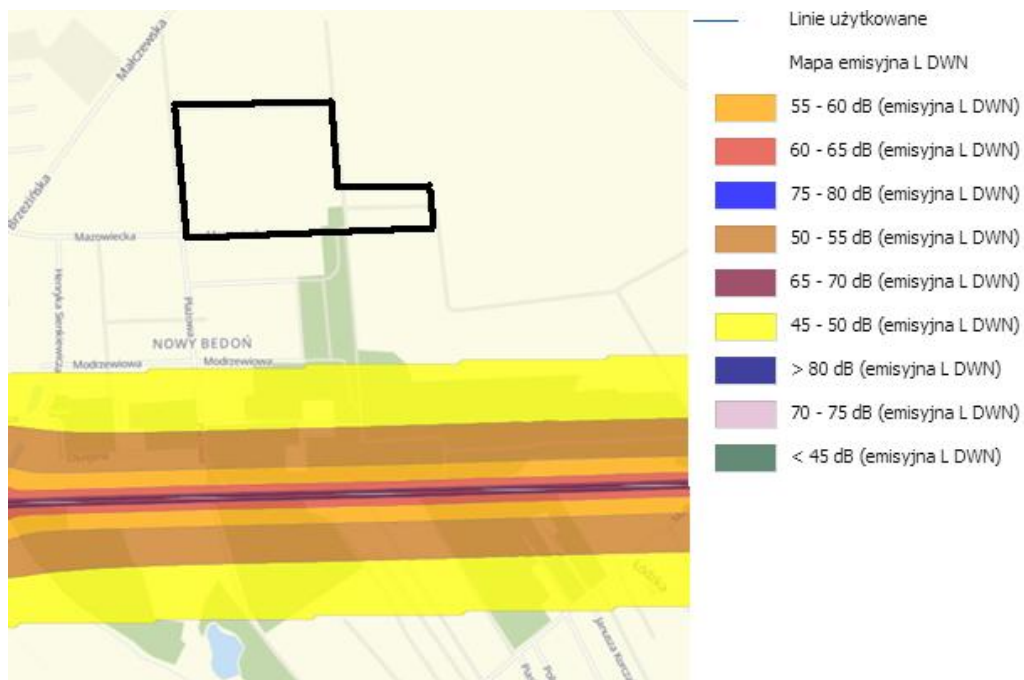 Małczewska
Brzezińska
Mazowiecka
Henryka Sienkiewicza
Plażowa
NOWY BEDOŃ
Modrzewiowa
Modrzewiowa
Łódzka
Linie użytkowane
Mapa emisyjna L DWN
55 - 60 dB (emisyjna L DWN)
60 - 65 dB (emisyjna L DWN)
75 - 80 dB (emisyjna L DWN)
50 - 55 dB (emisyjna L DWN)
65 - 70 dB (emisyjna L DWN)
45 - 50 dB (emisyjna L DWN)
> 80 dB (emisyjna L DWN)
70 - 75 dB (emisyjna L DWN)
< 45 dB (emisyjna L DWN)